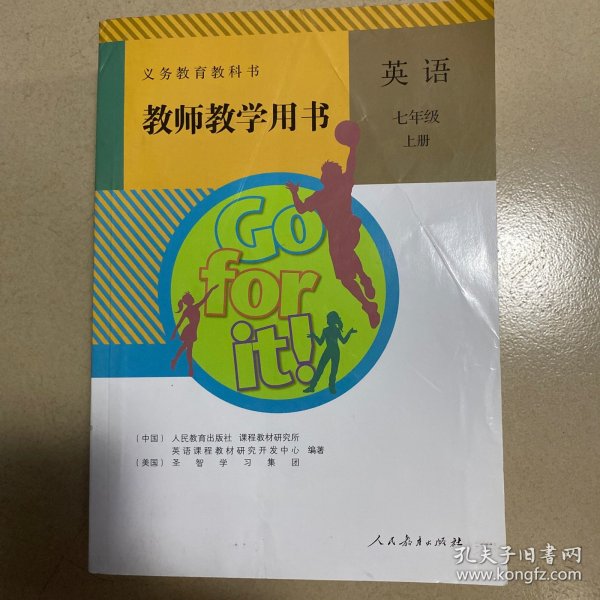 义务教育教科书
教师教学用书
英语
七年级
上册
Go
for
it!
(中国) 人民教育出版社 课程教材研究所
英语课程教材研究开发中心 编著
(美国) 圣智学习集团
人民教育出版社
孔夫子旧书网
www.kongfz.com